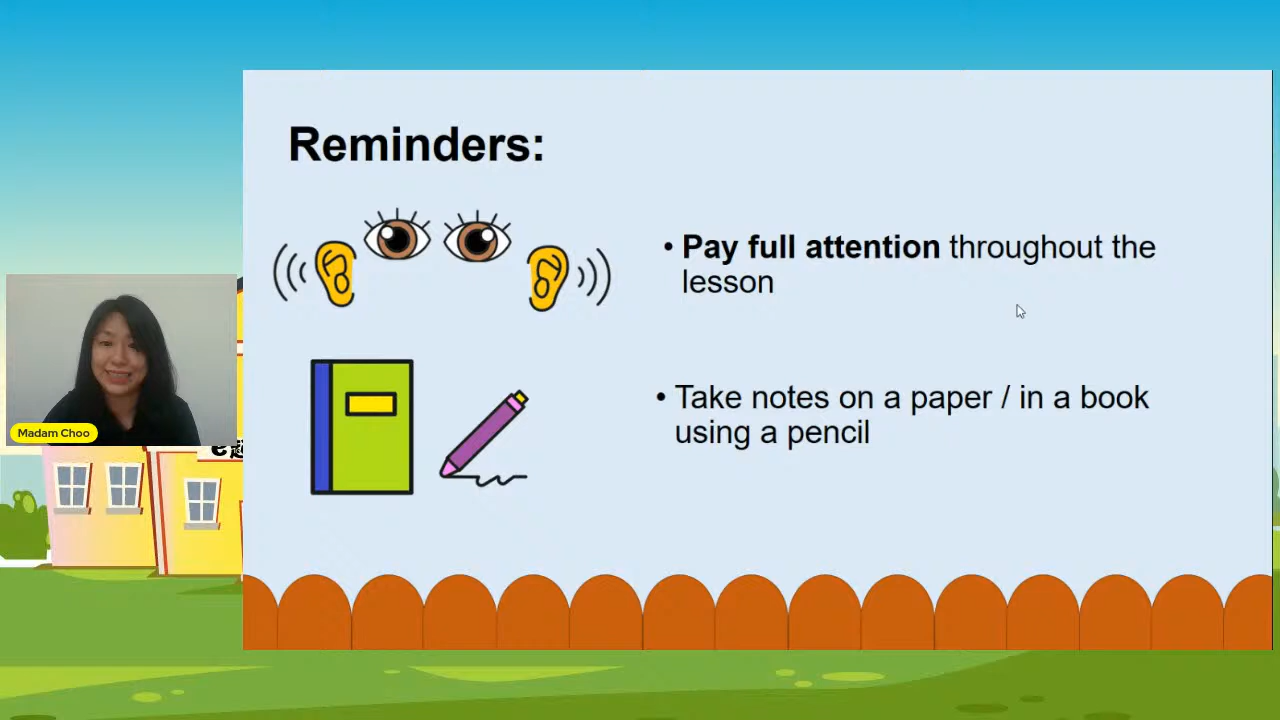 Reminders:
• Pay full attention throughout the
lesson
• Take notes on a paper / in a book
using a pencil
Madam Choo